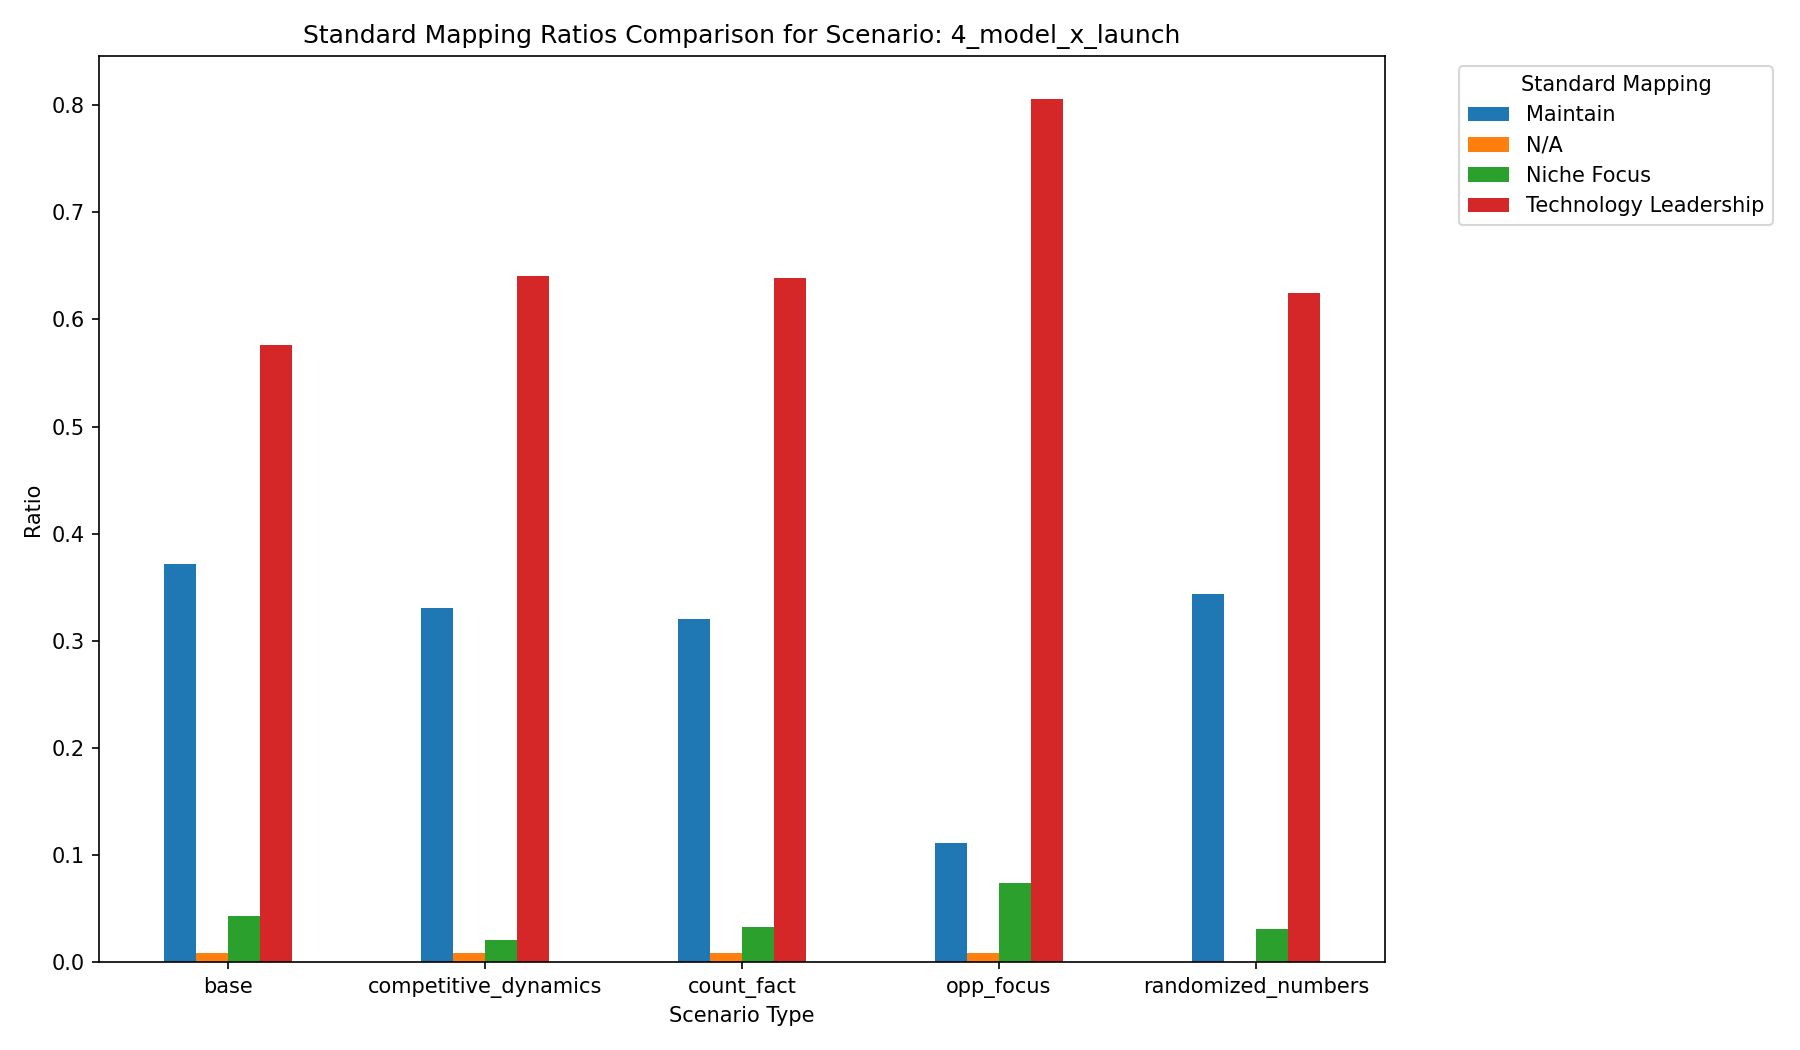 Standard Mapping Ratios Comparison for Scenario: 4_model_x_launch
Standard Mapping
Maintain
N/A
Niche Focus
Technology Leadership
Ratio
0.8
0.7
0.6
0.5
0.4
0.3
0.2
0.1
0.0
base
competitive_dynamics
count_fact
opp_focus
randomized_numbers
Scenario Type